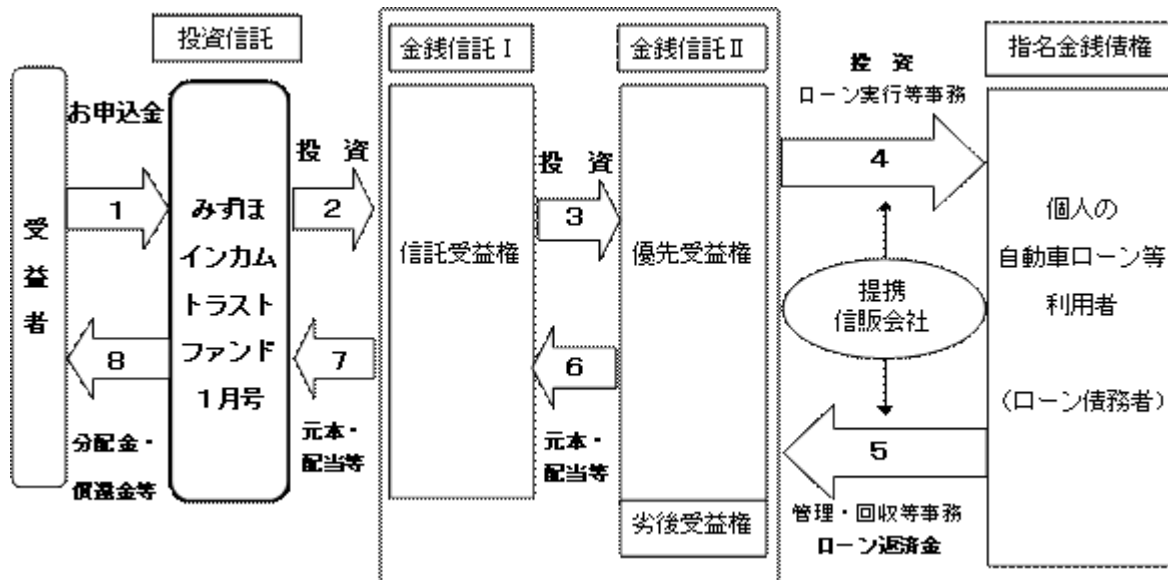 投資信託
金銭信託Ⅰ
金銭信託Ⅱ
指名金銭債権
受益者
お申込金
1
みずほ
インカム
トラスト
ファンド
1月号
投 資
2
信託受益権
投 資
3
優先受益権
投 資
ローン実行等事務
4
個人の
自動車ローン等
利用者
(ローン債務者)
提携
信販会社
8
分配金・
償還金等
7
元本・
配当等
6
元本・
配当等
劣後受益権
5
管理・回収等事務
ローン返済金